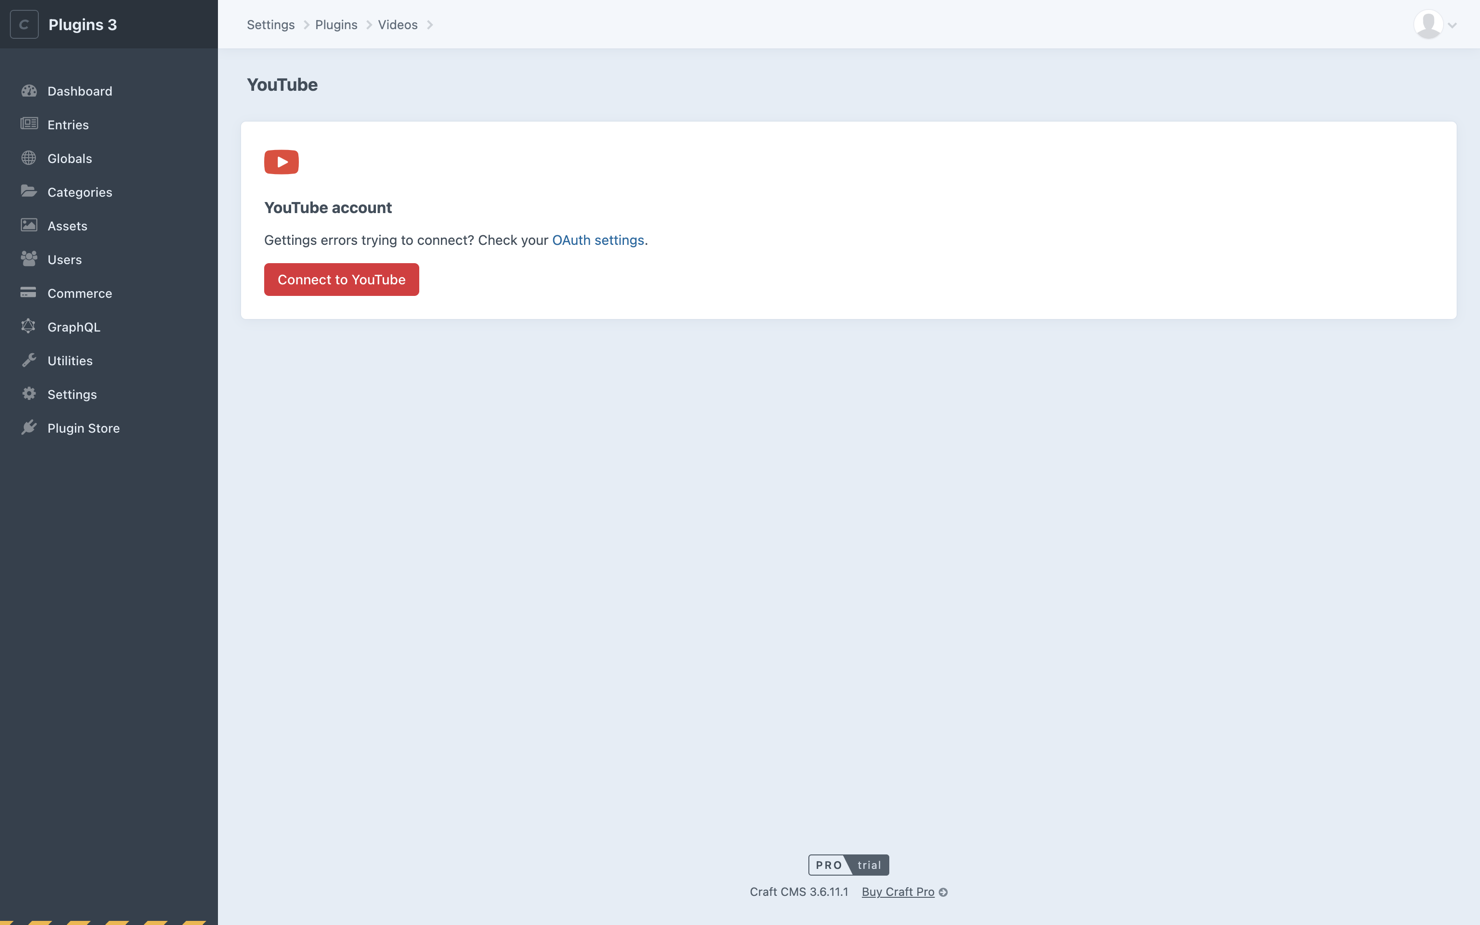 Plugins 3
Settings Plugins Videos
Dashboard
Entries
Globals
Categories
Assets
Users
Commerce
GraphQL
Utilities
Settings
Plugin Store
YouTube
YouTube account
Gettings errors trying to connect? Check your OAuth settings.
Connect to YouTube
PRO trial
Craft CMS 3.6.11.1 Buy Craft Pro